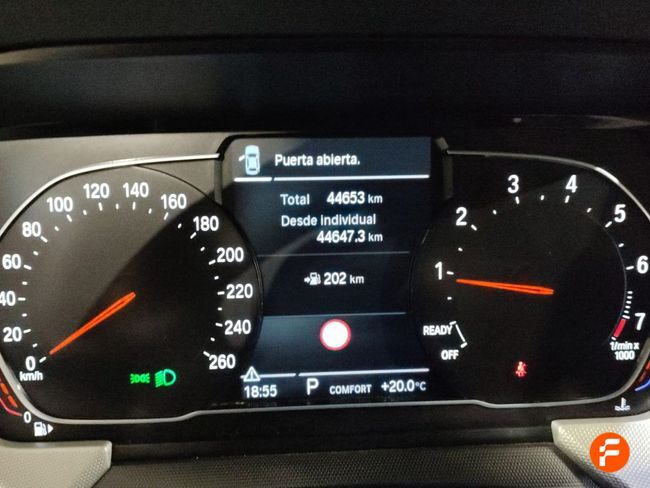 Puerta abierta.
Total 44653 km
Desde individual
44647.3 km
202 km
18:55 P COMFORT +20.0°C
0 20 40 60 80 100 120 140 160 180 200 220 240 260
km/h
EDGE
0
READY
OFF
1 2 3 4 5 6 7
1/min x
1000
F